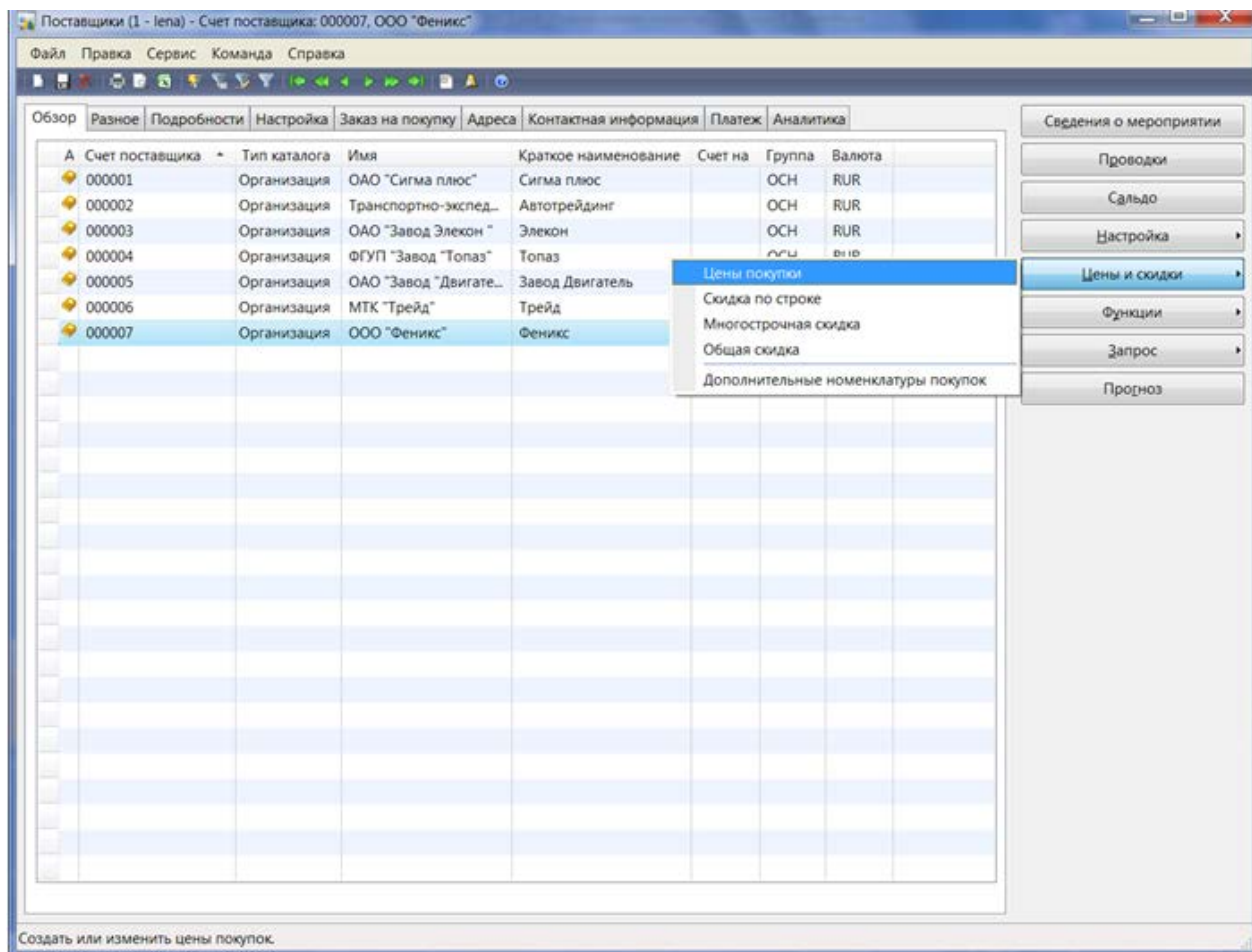 Поставщики (1 - lena) - Счет поставщика: 000007, ООО "Феникс"
Файл Правка Сервис Команда Справка
Обзор Разное Подробности Настройка Заказ на покупку Адреса Контактная информация Платеж Аналитика
А Счет поставщика Тип каталога Имя Краткое наименование Счет на Группа Валюта
000001 Организация ОАО "Сигма плюс" Сигма плюс ОСН RUR
000002 Организация Транспортно-экспед... Автотрейдинг ОСН RUR
000003 Организация ОАО "Завод Элекон " Элекон ОСН RUR
000004 Организация ФГУП "Завод "Топаз" Топаз ОСН RUR
000005 Организация ОАО "Завод "Двигате... Завод Двигатель
000006 Организация МТК "Трейд" Трейд
000007 Организация ООО "Феникс" Феникс
Цены покупки
Скидка по строке
Многострочная скидка
Общая скидка
Дополнительные номенклатуры покупок
Сведения о мероприятии
Проводки
Сальдо
Настройка
Цены и скидки
Функции
Запрос
Прогноз
Создать или изменить цены покупок.